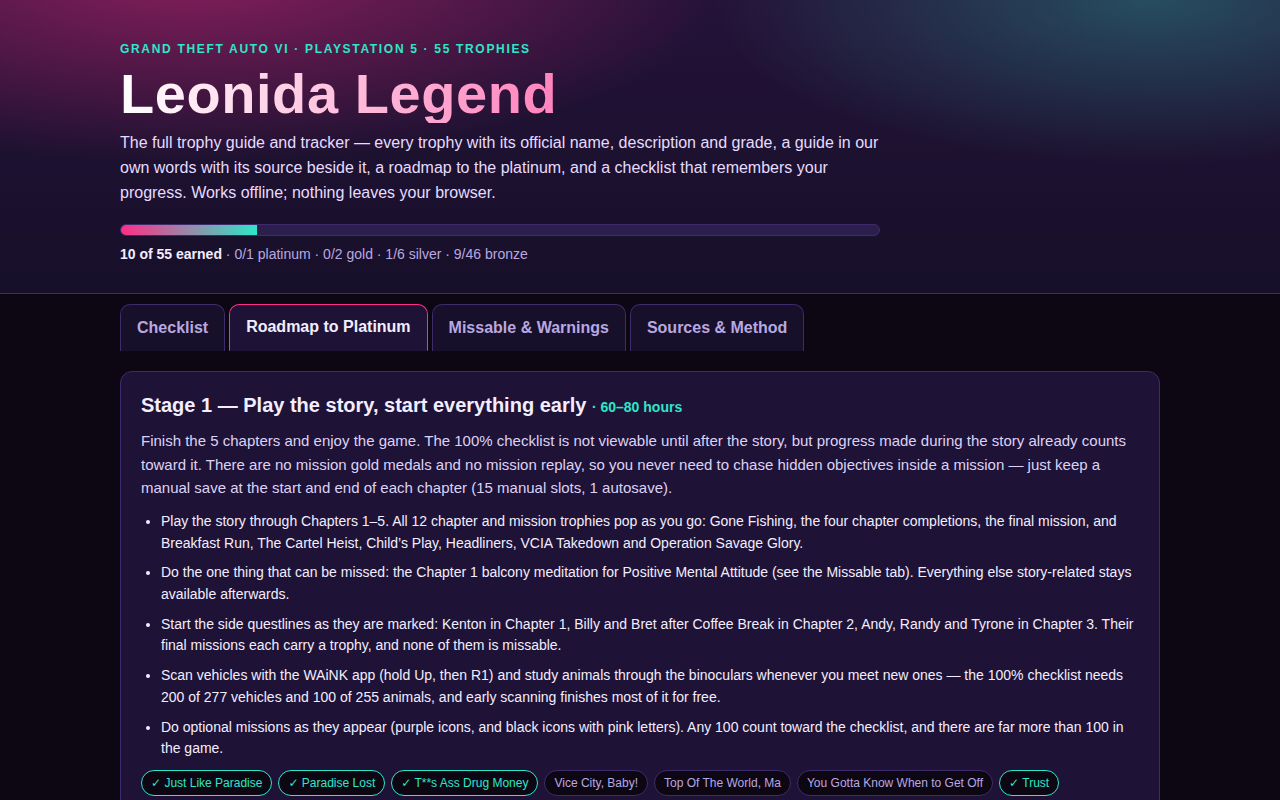 GRAND THEFT AUTO VI · PLAYSTATION 5 · 55 TROPHIES
Leonida Legend
The full trophy guide and tracker — every trophy with its official name, description and grade, a guide in our
own words with its source beside it, a roadmap to the platinum, and a checklist that remembers your
progress. Works offline; nothing leaves your browser.
10 of 55 earned · 0/1 platinum · 0/2 gold · 1/6 silver · 9/46 bronze
Checklist
Roadmap to Platinum
Missable & Warnings
Sources & Method
Stage 1 — Play the story, start everything early · 60–80 hours
Finish the 5 chapters and enjoy the game. The 100% checklist is not viewable until after the story, but progress made during the story already counts
toward it. There are no mission gold medals and no mission replay, so you never need to chase hidden objectives inside a mission — just keep a
manual save at the start and end of each chapter (15 manual slots, 1 autosave).
• Play the story through Chapters 1–5. All 12 chapter and mission trophies pop as you go: Gone Fishing, the four chapter completions, the final mission, and
Breakfast Run, The Cartel Heist, Child’s Play, Headliners, VCIA Takedown and Operation Savage Glory.
• Do the one thing that can be missed: the Chapter 1 balcony meditation for Positive Mental Attitude (see the Missable tab). Everything else story-related stays
available afterwards.
• Start the side questlines as they are marked: Kenton in Chapter 1, Billy and Bret after Coffee Break in Chapter 2, Andy, Randy and Tyrone in Chapter 3. Their
final missions each carry a trophy, and none of them is missable.
• Scan vehicles with the WAiNK app (hold Up, then R1) and study animals through the binoculars whenever you meet new ones — the 100% checklist needs
200 of 277 vehicles and 100 of 255 animals, and early scanning finishes most of it for free.
• Do optional missions as they appear (purple icons, and black icons with pink letters). Any 100 count toward the checklist, and there are far more than 100 in
the game.
✓ Just Like Paradise
✓ Paradise Lost
✓ T**s Ass Drug Money
Vice City, Baby!
Top Of The World, Ma
You Gotta Know When to Get Off
✓ Trust